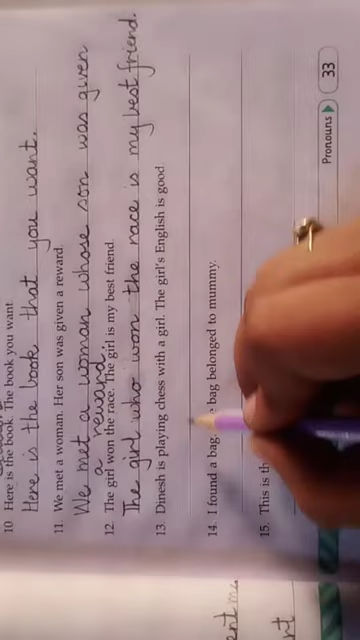 10 Here is the book. The book you want
Here is the book that you want.
11. We met a woman. Her son was given a reward.
We met a woman whose son was given
a reward.
12. The girl won the race. The girl is my best friend.
The girl who won the race is my best friend.
13. Dinesh is playing chess with a girl. The girl's English is good
14. I found a bag. bag belonged to mummy.
15. This is th
Pronouns 33
ent me.
nt